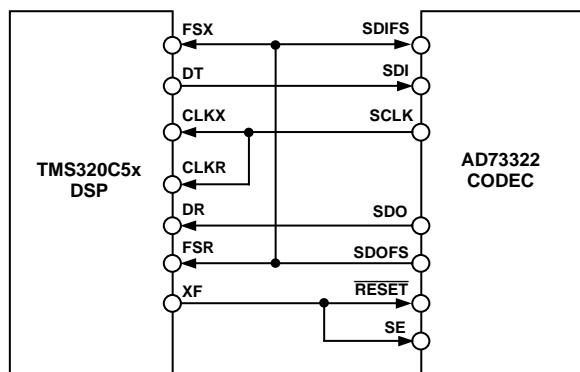 FSX
SDIFS
DT
SDI
CLKX
SCLK
TMS320C5x
DSP
AD73322
CODEC
CLKR
DR
SDO
FSR
SDOFS
XF
RESET
SE